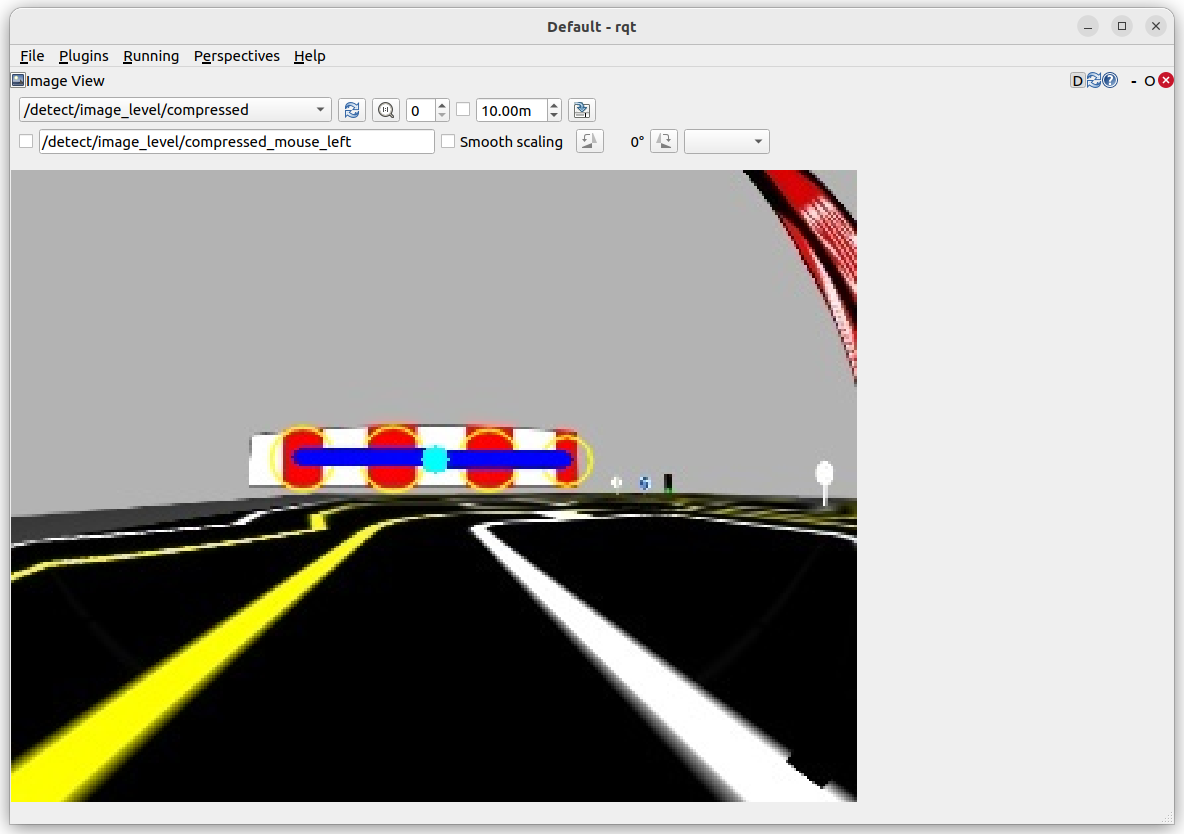 Default - rqt
File Plugins Running Perspectives Help
Image View D - O
/detect/image_level/compressed 0 10.00m
/detect/image_level/compressed_mouse_left Smooth scaling 0°